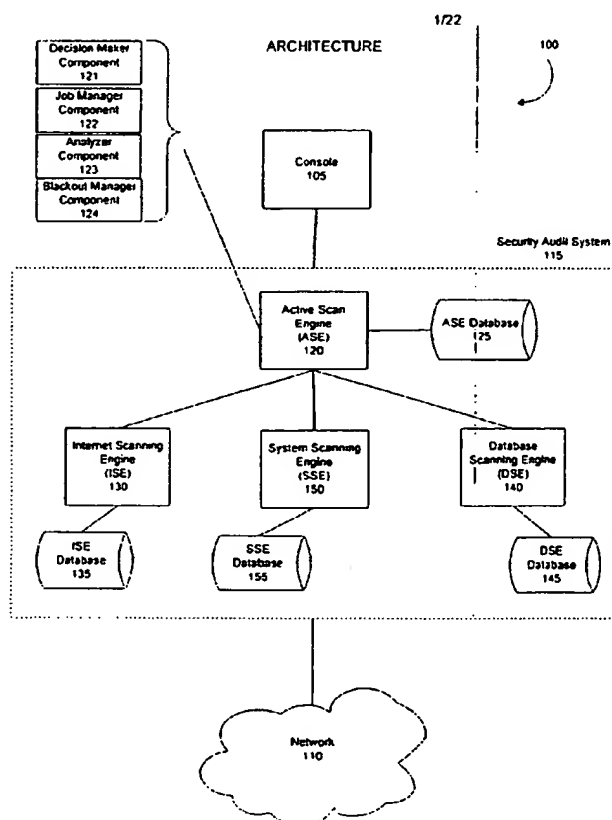 1/22
ARCHITECTURE
100
Decision Maker
Component
121
Job Manager
Component
122
Analyzer
Component
123
Blackout Manager
Component
124
Console
105
Security Audit System
115
Active Scan
Engine
(ASE)
120
ASE Database
125
Internet Scanning
Engine
(ISE)
130
System Scanning
Engine
(SSE)
150
Database
Scanning Engine
(DSE)
140
ISE
Database
135
SSE
Database
155
DSE
Database
145
Network
110